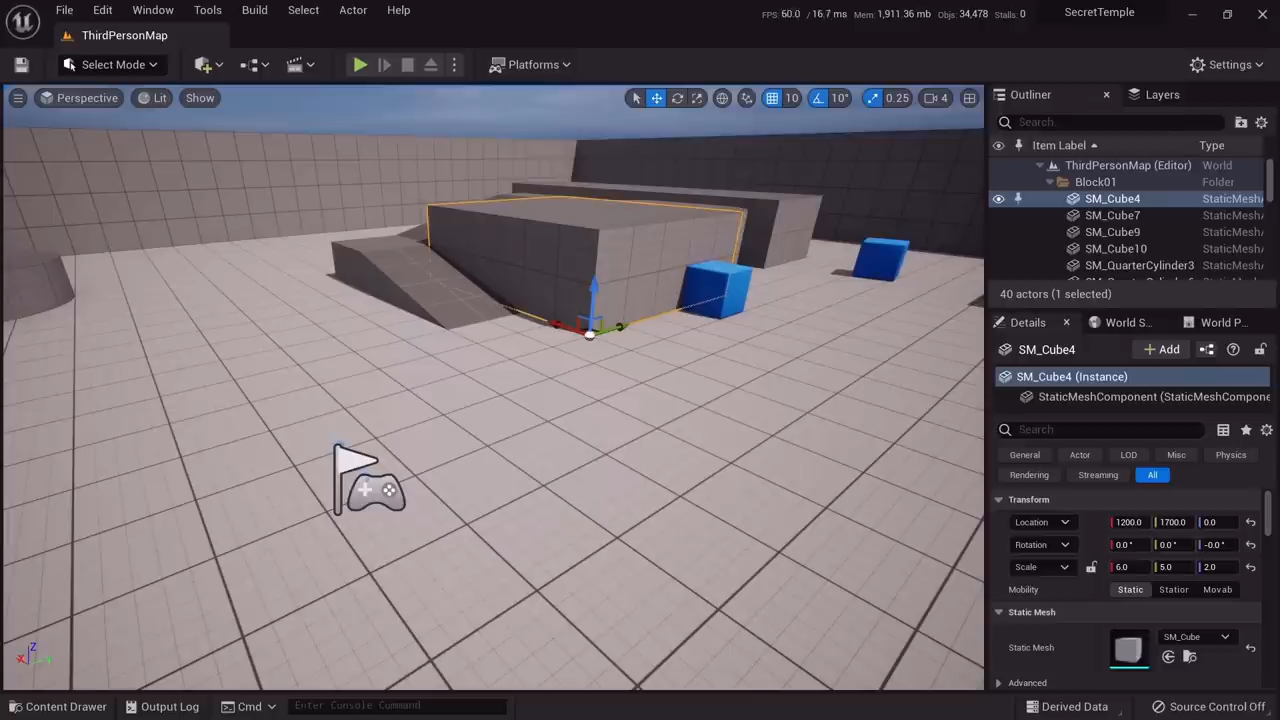 File Edit Window Tools Build Select Actor Help
FPS: 60.0 / 16.7 ms Mem: 1,911.36 mb Objs: 34,478 Stalls: 0
SecretTemple
ThirdPersonMap
Select Mode
Platforms
Settings
Perspective
Lit
Show
10
10°
0.25
4
Outliner
Layers
Search.
Item Label
Type
ThirdPersonMap (Editor) World
Block01 Folder
SM_Cube4 StaticMesh
SM_Cube7 StaticMesh
SM_Cube9 StaticMesh
SM_Cube10 StaticMesh
SM_QuarterCylinder3 StaticMesh
40 actors (1 selected)
Details
World S...
World P...
SM_Cube4
+ Add
SM_Cube4 (Instance)
StaticMeshComponent (StaticMeshCompone
Search
General Actor LOD Misc Physics
Rendering Streaming All
Transform
Location 1200.0 1700.0 0.0
Rotation 0.0° 0.0° -0.0°
Scale 6.0 5.0 2.0
Mobility Static Station Movab
Static Mesh
Static Mesh SM_Cube
Advanced
Z
X
Content Drawer
Output Log
Cmd
Enter Console Command
Derived Data
Source Control Off